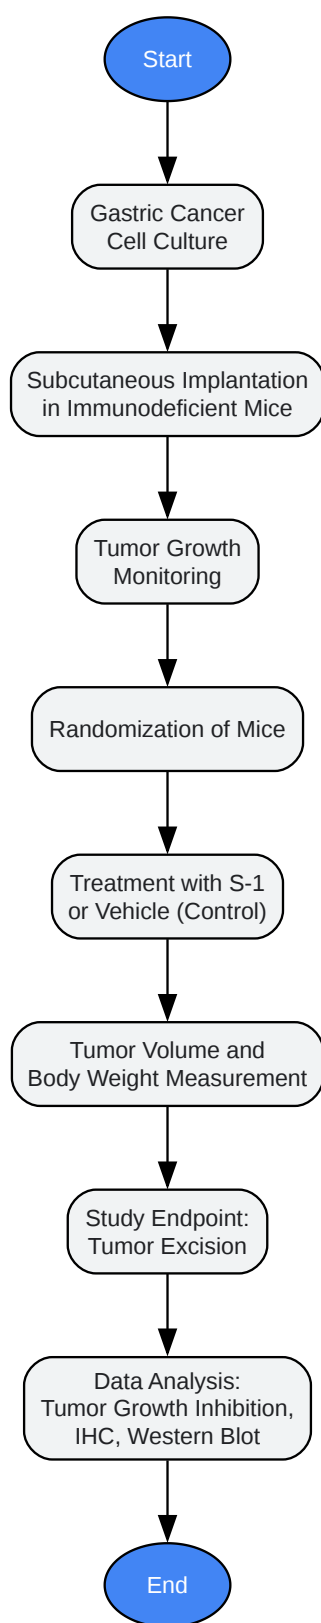 Start
Gastric Cancer
Cell Culture
Subcutaneous Implantation
in Immunodeficient Mice
Tumor Growth
Monitoring
Randomization of Mice
Treatment with S-1
or Vehicle (Control)
Tumor Volume and
Body Weight Measurement
Study Endpoint:
Tumor Excision
Data Analysis:
Tumor Growth Inhibition,
IHC, Western Blot
End